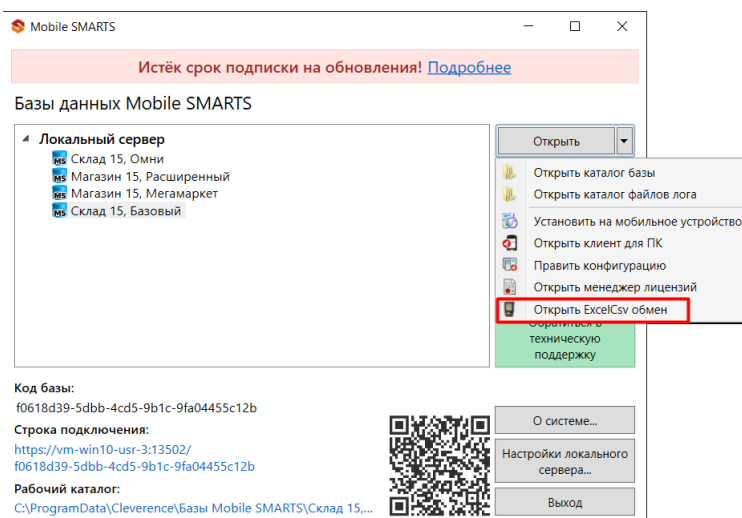 Mobile SMARTS
Истёк срок подписки на обновления! Подробнее
Базы данных Mobile SMARTS
Локальный сервер
Склад 15, Омни
Магазин 15, Расширенный
Магазин 15, Мегамаркет
Склад 15, Базовый
Открыть
Открыть каталог базы
Открыть каталог файлов лога
Установить на мобильное устройство
Открыть клиент для ПК
Править конфигурацию
Открыть менеджер лицензий
Открыть ExcelCsv обмен
Обратиться в
техническую
поддержку
Код базы:
f0618d39-5dbb-4cd5-9b1c-9fa04455c12b
Строка подключения:
https://vm-win10-usr-3:13502/
f0618d39-5dbb-4cd5-9b1c-9fa04455c12b
Рабочий каталог:
C:\ProgramData\Cleverence\Базы Mobile SMARTS\Склад 15,...
О системе...
Настройки локального
сервера...
Выход